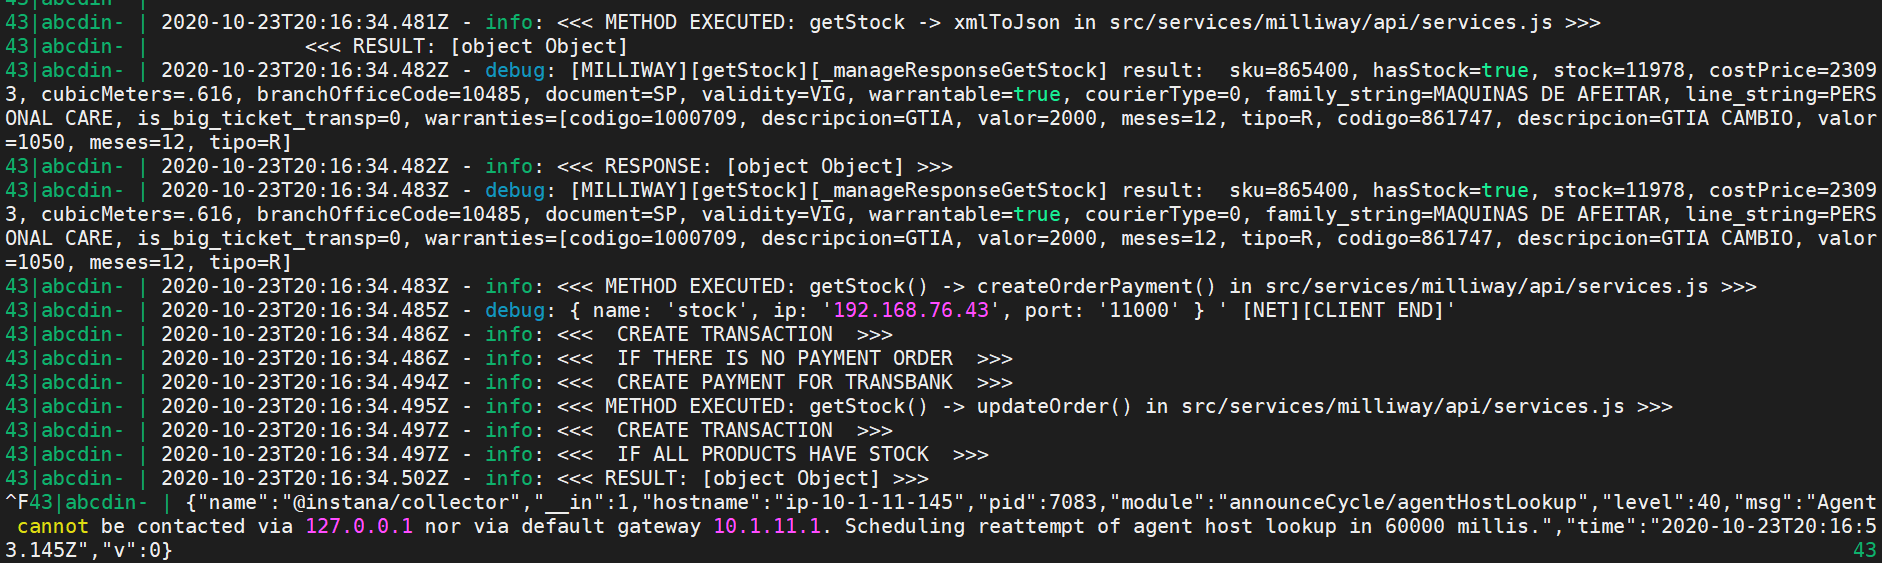 43|abcdin- |
43|abcdin- | 2020-10-23T20:16:34.481Z - info: <<< METHOD EXECUTED: getStock -> xmlToJson in src/services/milliway/api/services.js >>>
43|abcdin- |             <<< RESULT: [object Object]
43|abcdin- | 2020-10-23T20:16:34.482Z - debug: [MILLIWAY][getStock][_manageResponseGetStock] result:  sku=865400, hasStock=true, stock=11978, costPrice=2309
3, cubicMeters=.616, branchOfficeCode=10485, document=SP, validity=VIG, warrantable=true, courierType=0, family_string=MAQUINAS DE AFEITAR, line_string=PERS
ONAL CARE, is_big_ticket_transp=0, warranties=[codigo=1000709, descripcion=GTIA, valor=2000, meses=12, tipo=R, codigo=861747, descripcion=GTIA CAMBIO, valor
=1050, meses=12, tipo=R]
43|abcdin- | 2020-10-23T20:16:34.482Z - info: <<< RESPONSE: [object Object] >>>
43|abcdin- | 2020-10-23T20:16:34.483Z - debug: [MILLIWAY][getStock][_manageResponseGetStock] result:  sku=865400, hasStock=true, stock=11978, costPrice=2309
3, cubicMeters=.616, branchOfficeCode=10485, document=SP, validity=VIG, warrantable=true, courierType=0, family_string=MAQUINAS DE AFEITAR, line_string=PERS
ONAL CARE, is_big_ticket_transp=0, warranties=[codigo=1000709, descripcion=GTIA, valor=2000, meses=12, tipo=R, codigo=861747, descripcion=GTIA CAMBIO, valor
=1050, meses=12, tipo=R]
43|abcdin- | 2020-10-23T20:16:34.483Z - info: <<< METHOD EXECUTED: getStock() -> createOrderPayment() in src/services/milliway/api/services.js >>>
43|abcdin- | 2020-10-23T20:16:34.485Z - debug: { name: 'stock', ip: '192.168.76.43', port: '11000' } ' [NET][CLIENT END]'
43|abcdin- | 2020-10-23T20:16:34.486Z - info: <<<  CREATE TRANSACTION  >>>
43|abcdin- | 2020-10-23T20:16:34.486Z - info: <<<  IF THERE IS NO PAYMENT ORDER  >>>
43|abcdin- | 2020-10-23T20:16:34.494Z - info: <<<  CREATE PAYMENT FOR TRANSBANK  >>>
43|abcdin- | 2020-10-23T20:16:34.495Z - info: <<< METHOD EXECUTED: getStock() -> updateOrder() in src/services/milliway/api/services.js >>>
43|abcdin- | 2020-10-23T20:16:34.497Z - info: <<<  CREATE TRANSACTION  >>>
43|abcdin- | 2020-10-23T20:16:34.497Z - info: <<<  IF ALL PRODUCTS HAVE STOCK  >>>
43|abcdin- | 2020-10-23T20:16:34.502Z - info: <<< RESULT: [object Object] >>>
^F43|abcdin- | {"name":"@instana/collector","__in":1,"hostname":"ip-10-1-11-145","pid":7083,"module":"announceCycle/agentHostLookup","level":40,"msg":"Agent
 cannot be contacted via 127.0.0.1 nor via default gateway 10.1.11.1. Scheduling reattempt of agent host lookup in 60000 millis.","time":"2020-10-23T20:16:5
3.145Z","v":0}
43